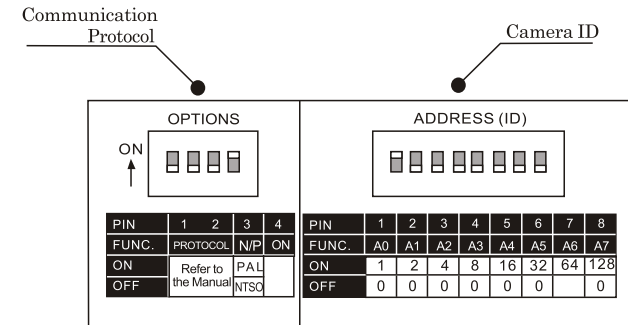 Communication
Protocol
Camera ID
OPTIONS
ON
PIN 1 2 3 4
FUNC. PROTOCOL N/P ON
ON Refer to the Manual PAL
OFF NTSO
ADDRESS (ID)
PIN 1 2 3 4 5 6 7 8
FUNC. A0 A1 A2 A3 A4 A5 A6 A7
ON 1 2 4 8 16 32 64 128
OFF 0 0 0 0 0 0 0